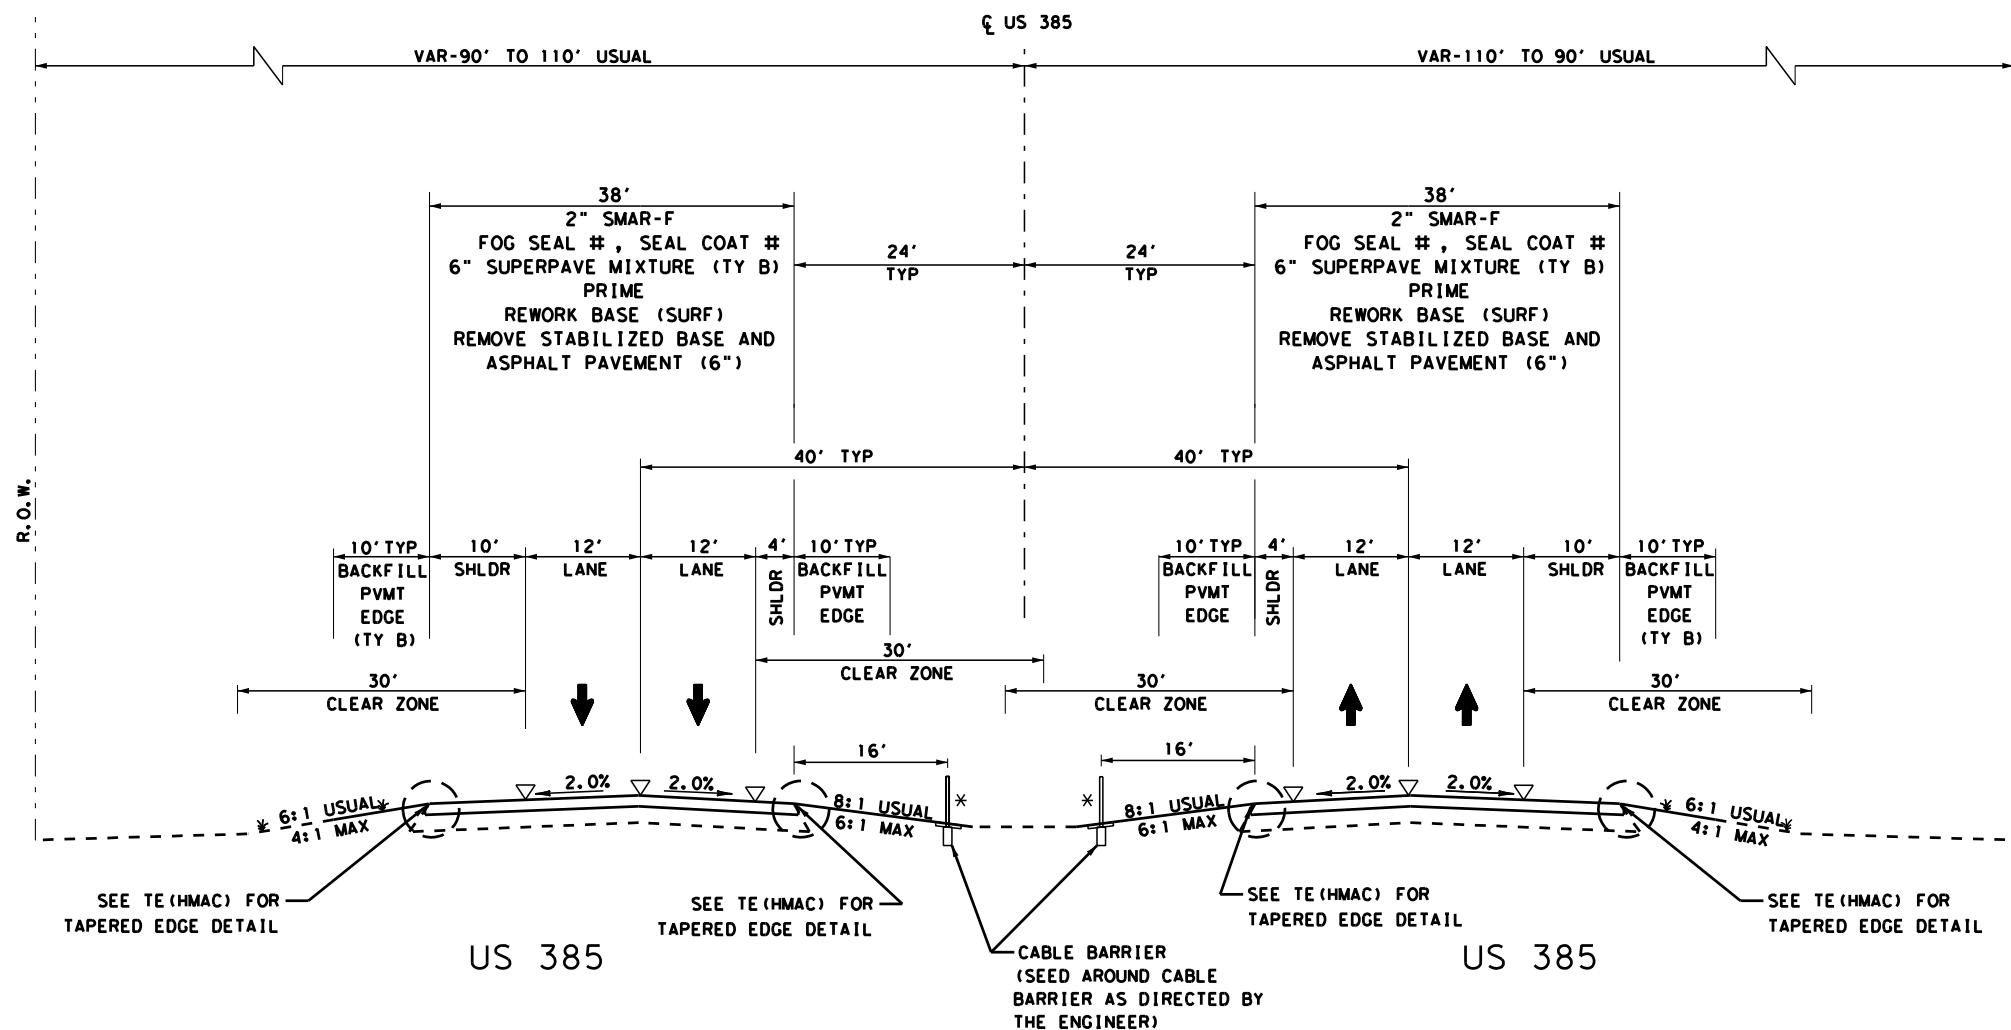 ℄ US 385
VAR-90' TO 110' USUAL
VAR-110' TO 90' USUAL
R.O.W.
38'
2" SMAR-F
FOG SEAL #, SEAL COAT #
6" SUPERPAVE MIXTURE (TY B)
PRIME
REWORK BASE (SURF)
REMOVE STABILIZED BASE AND
ASPHALT PAVEMENT (6")
24'
TYP
24'
TYP
38'
2" SMAR-F
FOG SEAL #, SEAL COAT #
6" SUPERPAVE MIXTURE (TY B)
PRIME
REWORK BASE (SURF)
REMOVE STABILIZED BASE AND
ASPHALT PAVEMENT (6")
40' TYP
40' TYP
10' TYP
BACKFILL
PVMT
EDGE
(TY B)
10'
SHLDR
12'
LANE
12'
LANE
4'
SHLDR
10' TYP
BACKFILL
PVMT
EDGE
10' TYP
BACKFILL
PVMT
EDGE
4'
SHLDR
12'
LANE
12'
LANE
10'
SHLDR
10' TYP
BACKFILL
PVMT
EDGE
(TY B)
30'
CLEAR ZONE
30'
CLEAR ZONE
30'
CLEAR ZONE
30'
CLEAR ZONE
16'
16'
* 6:1 USUAL *
4:1 MAX
2.0%
2.0%
8:1 USUAL
6:1 MAX
*
*
8:1 USUAL
6:1 MAX
2.0%
2.0%
* 6:1 USUAL *
4:1 MAX
SEE TE(HMAC) FOR
TAPERED EDGE DETAIL
SEE TE(HMAC) FOR
TAPERED EDGE DETAIL
SEE TE(HMAC) FOR
TAPERED EDGE DETAIL
SEE TE(HMAC) FOR
TAPERED EDGE DETAIL
US 385
CABLE BARRIER
(SEED AROUND CABLE
BARRIER AS DIRECTED BY
THE ENGINEER)
US 385